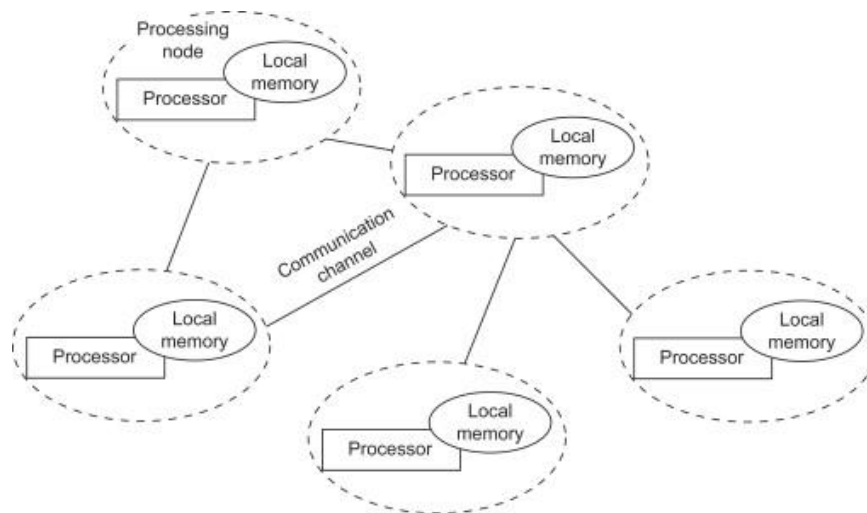 Processing
node
Local
memory
Processor
Local
memory
Processor
Communication
channel
Local
memory
Processor
Local
memory
Processor
Local
memory
Processor